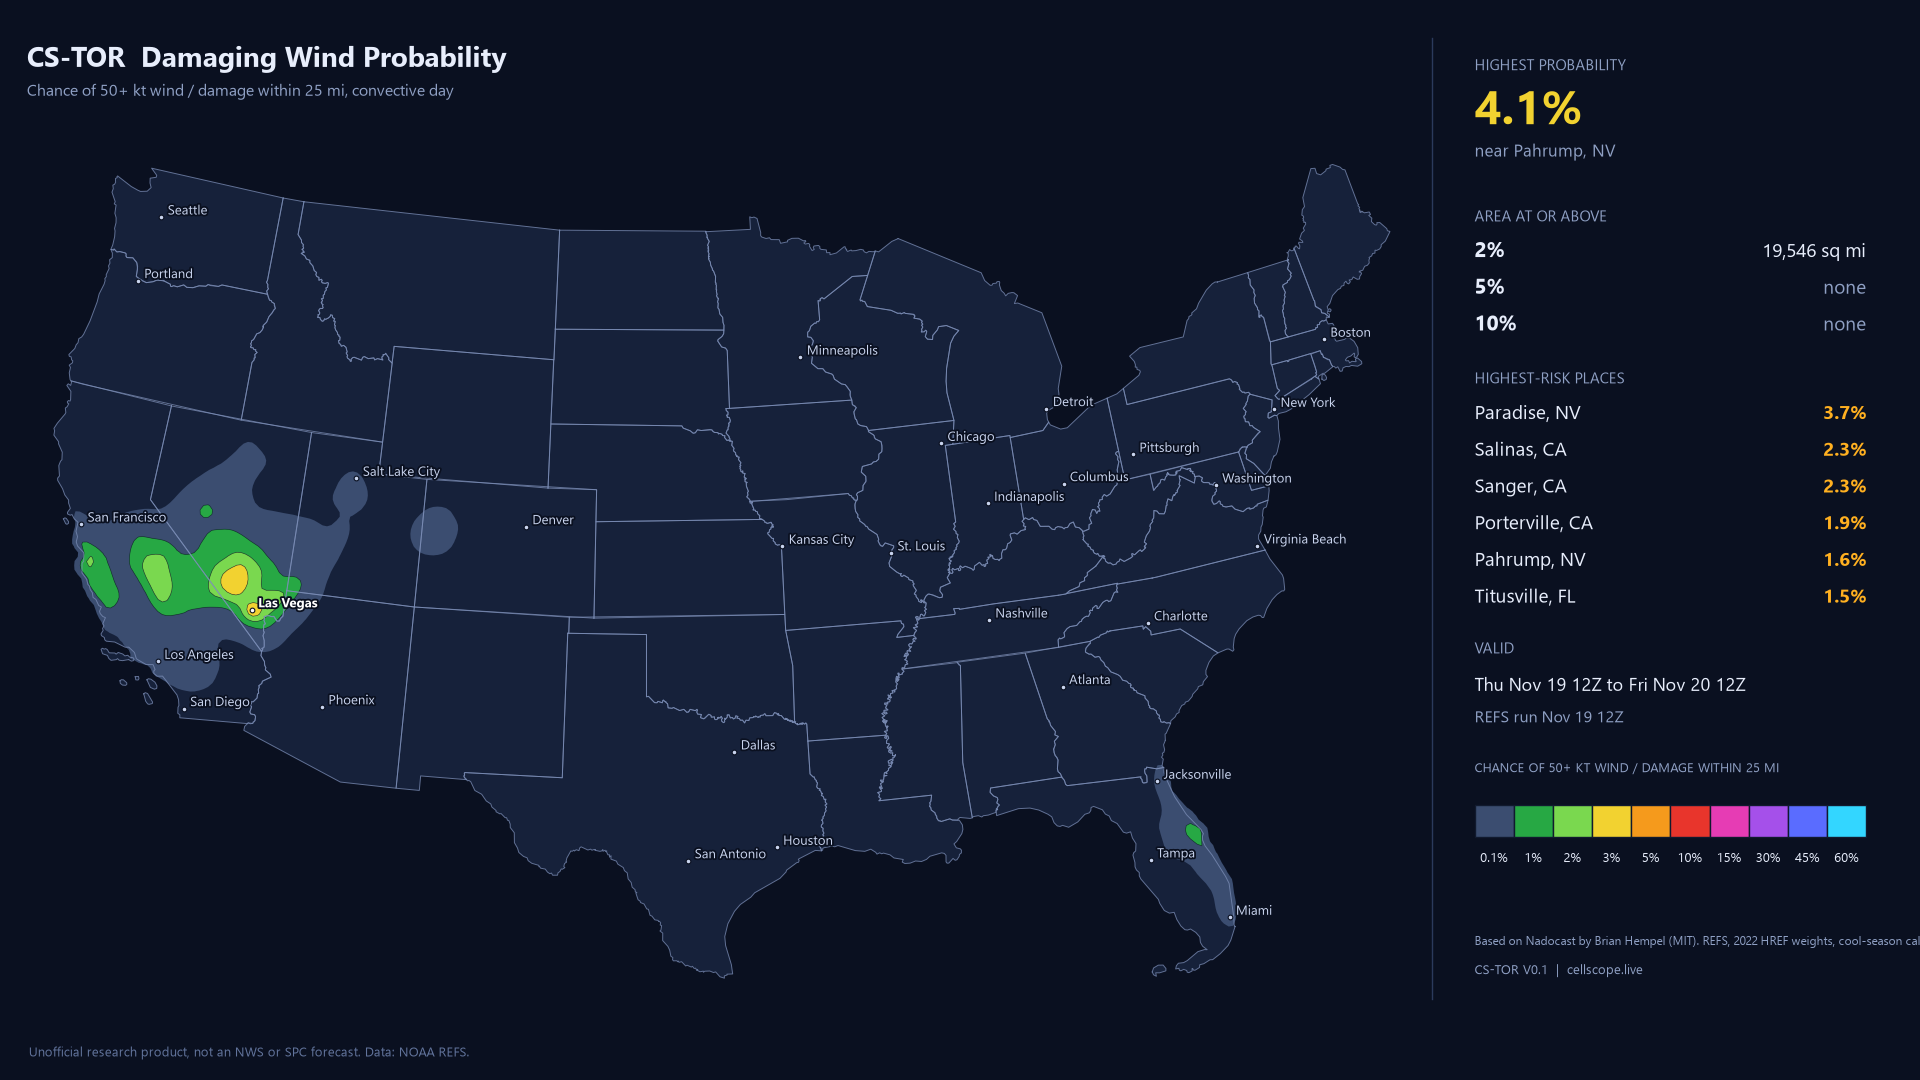 CS-TOR  Damaging Wind Probability
Chance of 50+ kt wind / damage within 25 mi, convective day
Seattle
Portland
San Francisco
Salt Lake City
Las Vegas
Los Angeles
San Diego
Phoenix
Denver
Minneapolis
Chicago
Detroit
Kansas City
St. Louis
Indianapolis
Columbus
Pittsburgh
New York
Boston
Washington
Virginia Beach
Nashville
Charlotte
Atlanta
Dallas
Houston
San Antonio
Jacksonville
Tampa
Miami
HIGHEST PROBABILITY
4.1%
near Pahrump, NV
AREA AT OR ABOVE
2% 19,546 sq mi
5% none
10% none
HIGHEST-RISK PLACES
Paradise, NV 3.7%
Salinas, CA 2.3%
Sanger, CA 2.3%
Porterville, CA 1.9%
Pahrump, NV 1.6%
Titusville, FL 1.5%
VALID
Thu Nov 19 12Z to Fri Nov 20 12Z
REFS run Nov 19 12Z
CHANCE OF 50+ KT WIND / DAMAGE WITHIN 25 MI
0.1% 1% 2% 3% 5% 10% 15% 30% 45% 60%
Based on Nadocast by Brian Hempel (MIT). REFS, 2022 HREF weights, cool-season cal
CS-TOR V0.1 | cellscope.live
Unofficial research product, not an NWS or SPC forecast. Data: NOAA REFS.